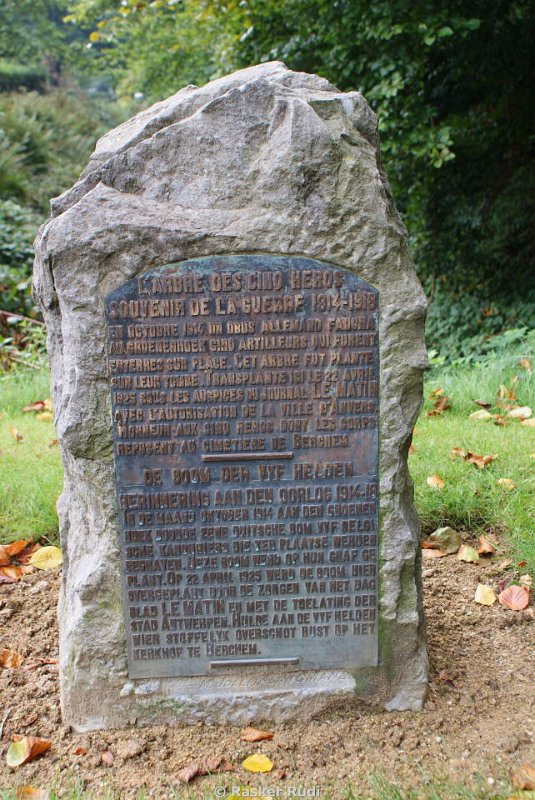 L'ARBRE DES CINQ HEROS
SOUVENIR DE LA GUERRE 1914-1918
EN OCTOBRE 1914 UN OBUS ALLEMAND FAUCHA
AU GROENENHOEK CINQ ARTILLEURS QUI FURENT
ENTERRES SUR PLACE. CET ARBRE FUT PLANTE
SUR LEUR TOMBE. TRANSPLANTE ICI LE 22 AVRIL
1925 SOUS LES AUSPICES DU JOURNAL LE MATIN
AVEC L'AUTORISATION DE LA VILLE D'ANVERS.
HONNEUR AUX CINQ HEROS DONT LES CORPS
REPOSENT AU CIMETIERE DE BERCHEM.
DE BOOM DER VYF HELDEN
HERINNERING AAN DEN OORLOG 1914-18
IN DE MAAND OKTOBER 1914 AAN DEN GROENEN
HOEK DOODDE EENE DUITSCHE BOM, VYF BELGI
SCHE KANONNIERS DIE TER PLAATSE WERDEN
BEGRAVEN. DEZE BOOM WERD OP HUN GRAF GE
PLANT. OP 22 APRIL 1925 WERD DE BOOM HIER
OVERGEPLANT DOOR DE ZORGEN VAN HET DAG
BLAD LE MATIN EN MET DE TOELATING DER
STAD ANTWERPEN. HULDE AAN DE VYF HELDEN
WIER STOFFELYK OVERSCHOT RUST OP HET
KERKHOF TE BERCHEM.
© Rasker Rudi